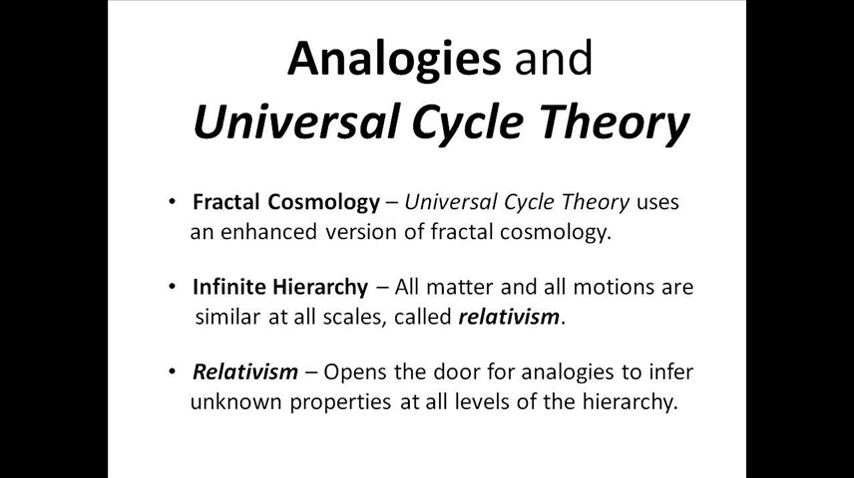 Analogies and
Universal Cycle Theory
• Fractal Cosmology – Universal Cycle Theory uses
an enhanced version of fractal cosmology.
• Infinite Hierarchy – All matter and all motions are
similar at all scales, called relativism.
• Relativism – Opens the door for analogies to infer
unknown properties at all levels of the hierarchy.